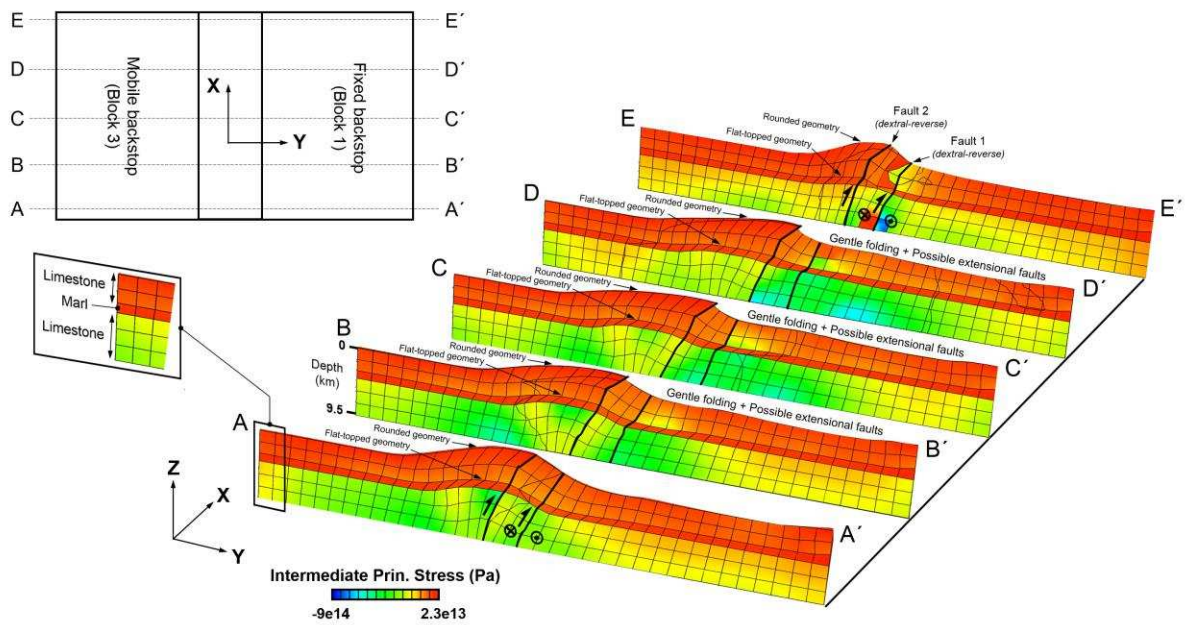 E
E´
D
D´
C
C´
B
B´
A
A´
Mobile backstop
(Block 3)
Fixed backstop
(Block 1)
X
Y
Limestone
Marl
Limestone
E
Rounded geometry
Flat-topped geometry
Fault 2
(dextral-reverse)
Fault 1
(dextral-reverse)
E´
D
Rounded geometry
Flat-topped geometry
Gentle folding + Possible extensional faults
D´
C
Rounded geometry
Flat-topped geometry
Gentle folding + Possible extensional faults
C´
B
0
Depth
(km)
9.5
Rounded geometry
Flat-topped geometry
Gentle folding + Possible extensional faults
B´
A
Rounded geometry
Flat-topped geometry
A´
Z
X
Y
Intermediate Prin. Stress (Pa)
-9e14
2.3e13